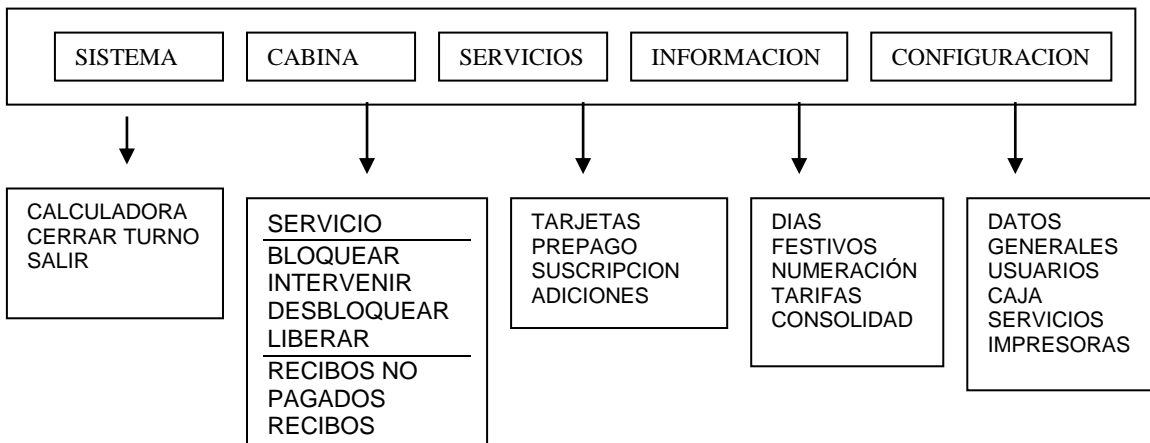 SISTEMA
CABINA
SERVICIOS
INFORMACION
CONFIGURACION
CALCULADORA
CERRAR TURNO
SALIR
SERVICIO
BLOQUEAR
INTERVENIR
DESBLOQUEAR
LIBERAR
RECIBOS NO
PAGADOS
RECIBOS
TARJETAS
PREPAGO
SUSCRIPCION
ADICIONES
DIAS
FESTIVOS
NUMERACIÓN
TARIFAS
CONSOLIDAD
DATOS
GENERALES
USUARIOS
CAJA
SERVICIOS
IMPRESORAS